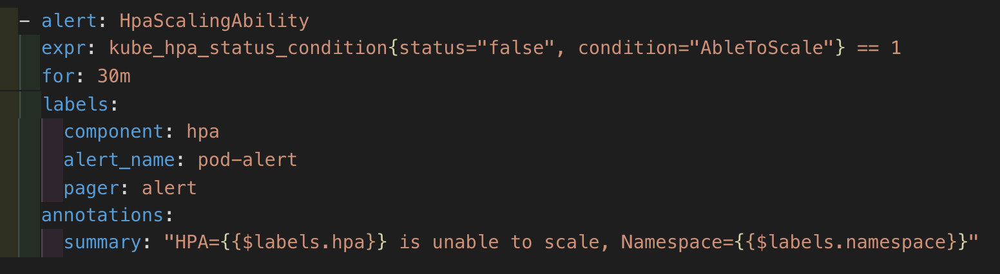 - alert: HpaScalingAbility
  expr: kube_hpa_status_condition{status="false", condition="AbleToScale"} == 1
  for: 30m
  labels:
    component: hpa
    alert_name: pod-alert
    pager: alert
  annotations:
    summary: "HPA={{$labels.hpa}} is unable to scale, Namespace={{$labels.namespace}}"